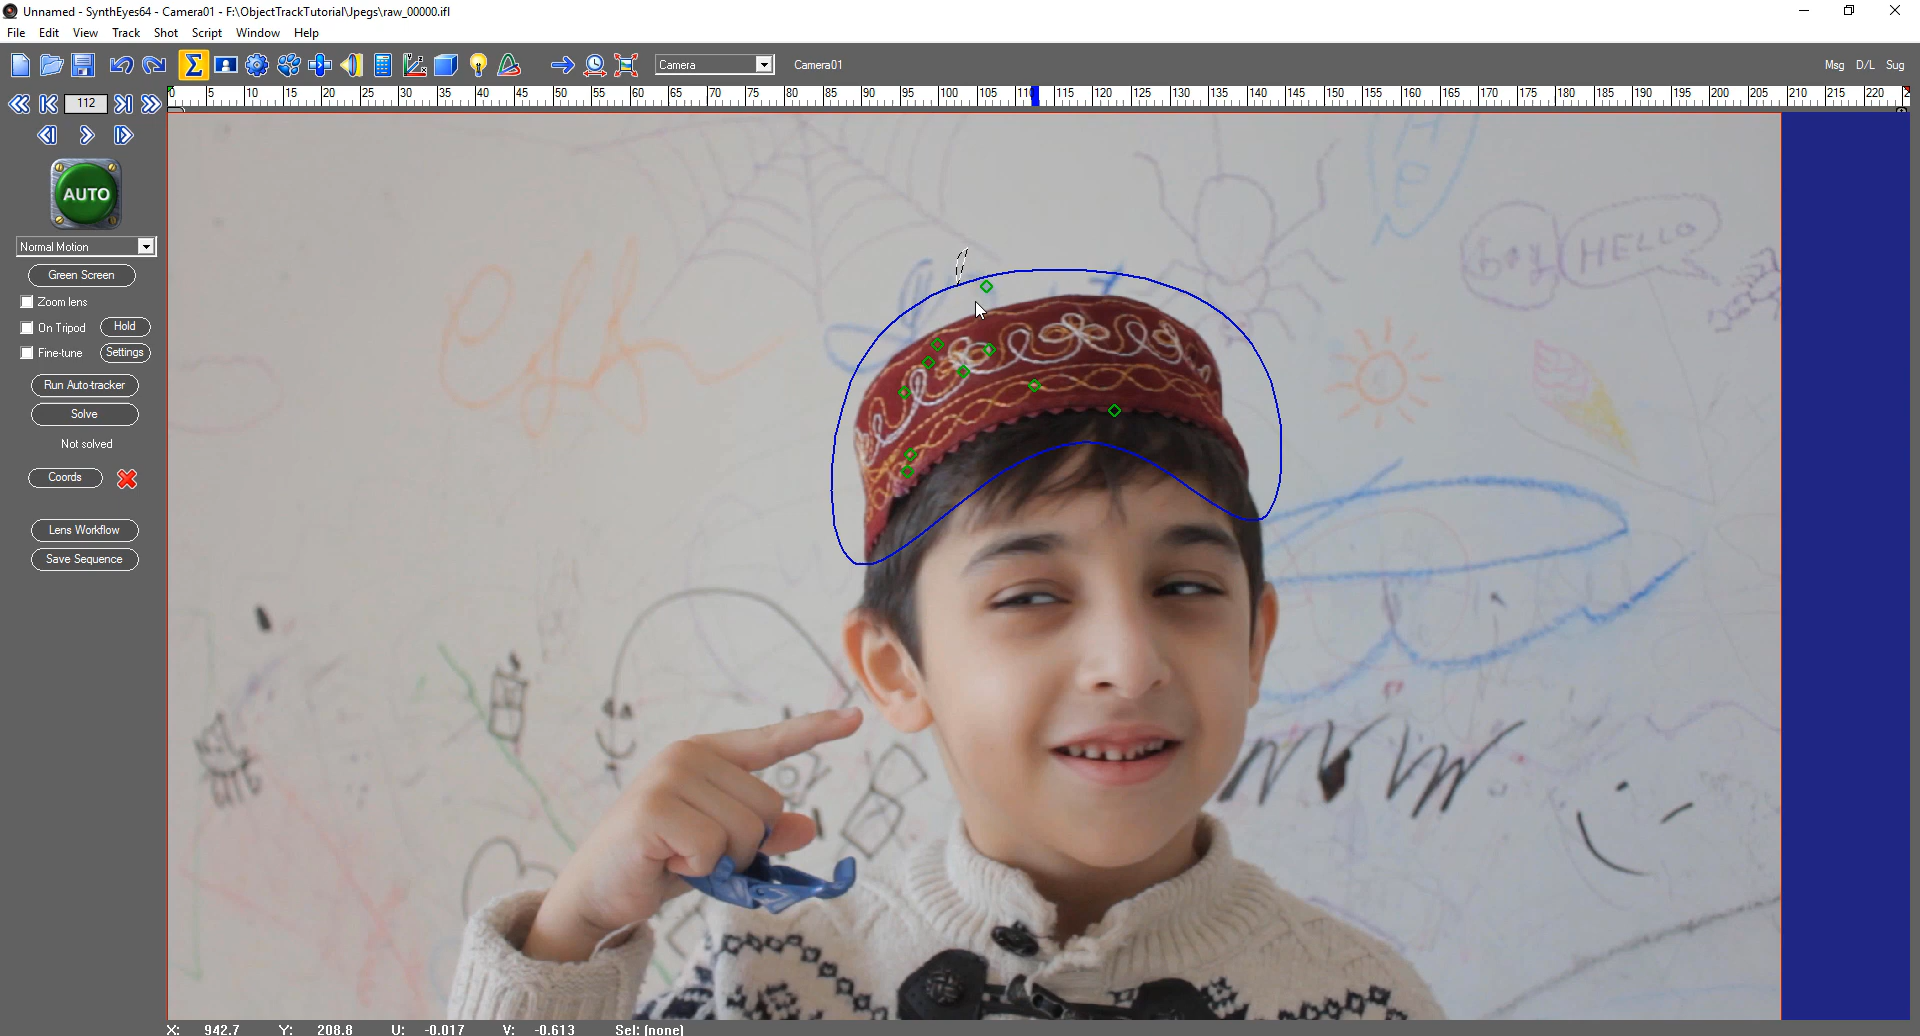 Unnamed - SynthEyes64 - Camera01 - F:\ObjectTrackTutorial\Jpegs\raw_00000.ifl
File Edit View Track Shot Script Window Help
Camera Camera01 Msg D/L Sug
112 0 5 10 15 20 25 30 35 40 45 50 55 60 65 70 75 80 85 90 95 100 105 110 115 120 125 130 135 140 145 150 155 160 165 170 175 180 185 190 195 200 205 210 215 220 2
AUTO
Normal Motion
Green Screen
Zoom lens
On Tripod Hold
Fine-tune Settings
Run Auto-tracker
Solve
Not solved
Coords
Lens Workflow
Save Sequence
HELLO
X: 942.7 Y: 208.8 U: -0.017 V: -0.613 Sel: (none)